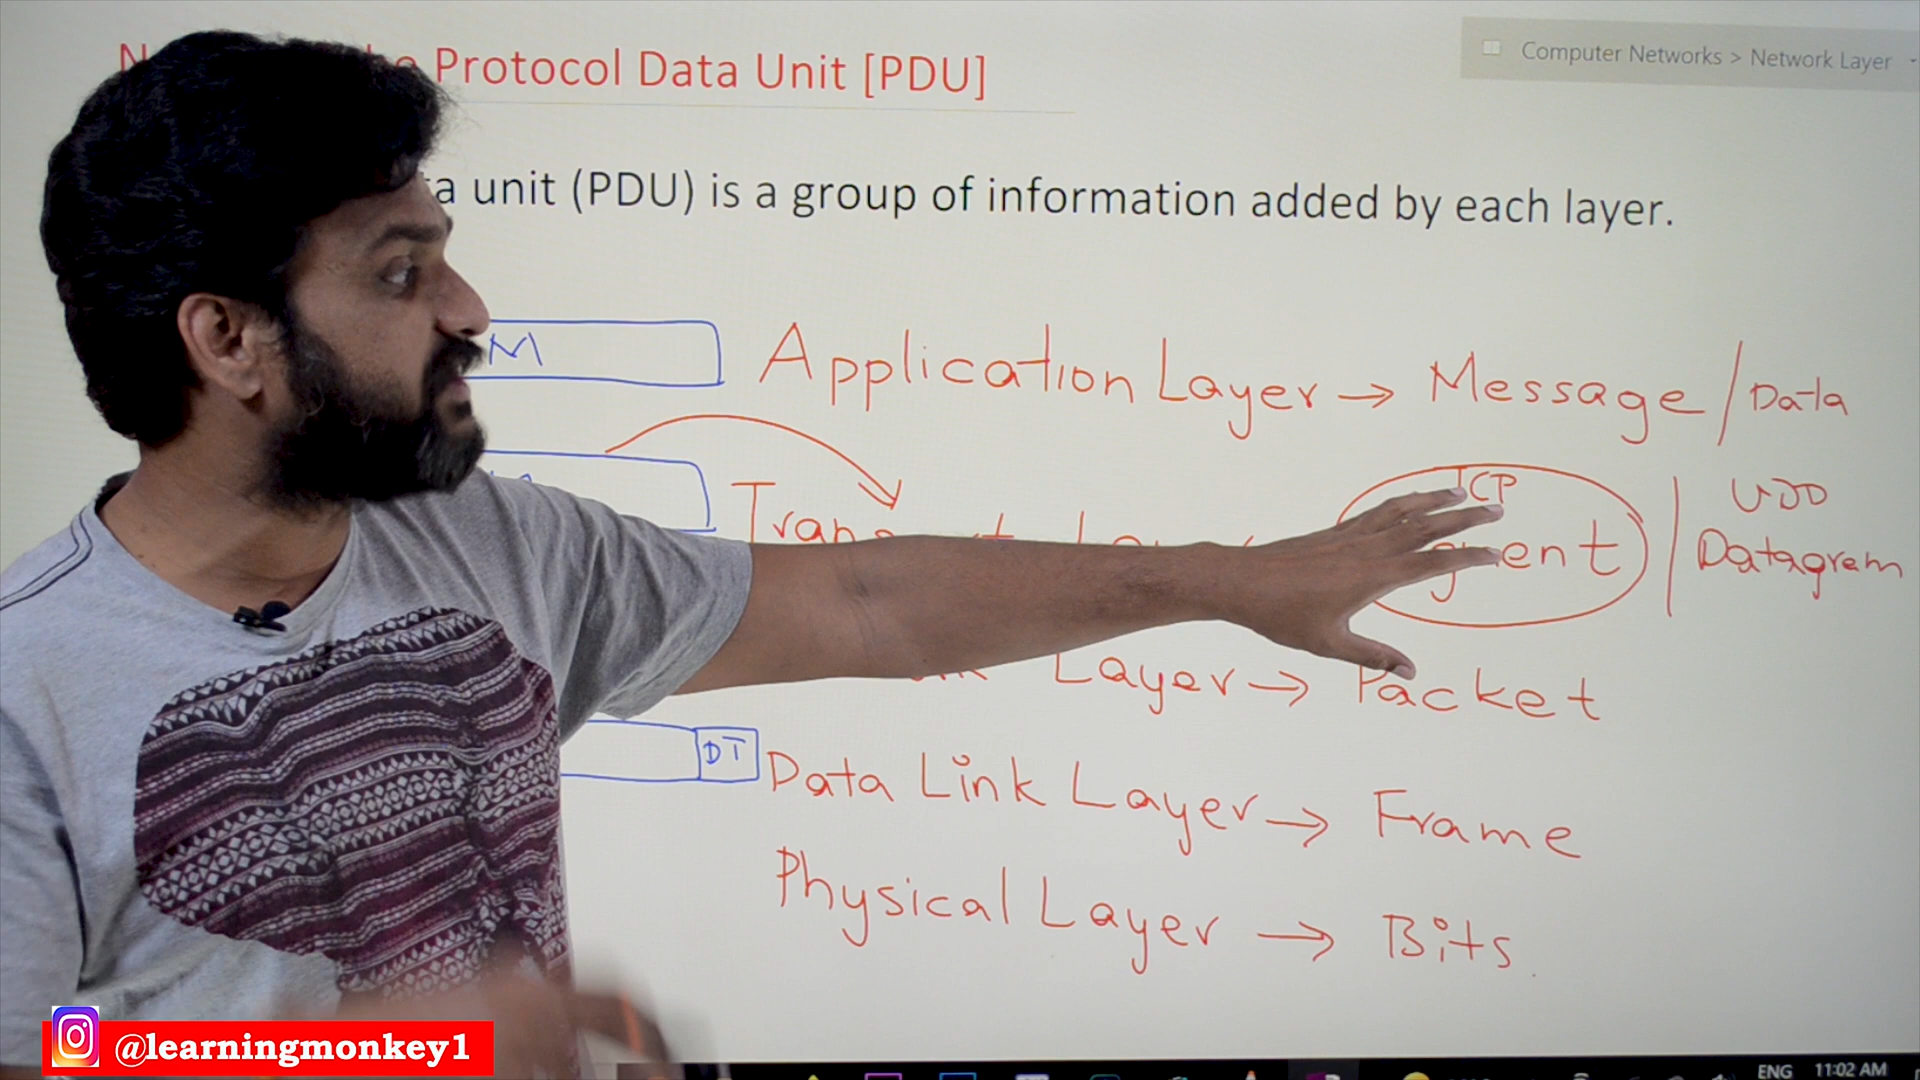 Protocol Data Unit [PDU]
Computer Networks > Network Layer
a unit (PDU) is a group of information added by each layer.
M
Application Layer → Message / Data
TCP
UDP
Datagram
Layer → Packet
DT
Data Link Layer → Frame
Physical Layer → Bits
@learningmonkey1
ENG 11:02 AM